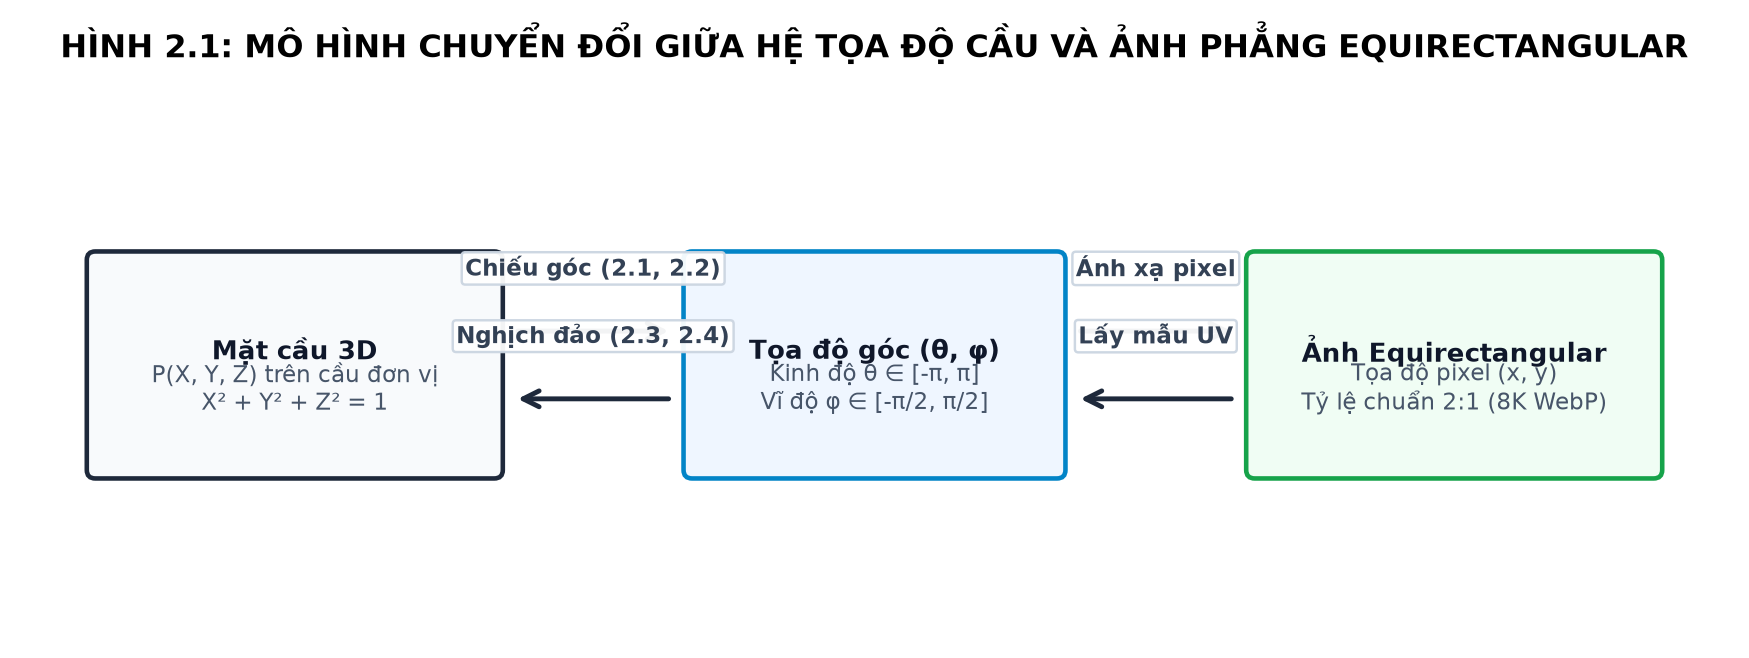 HÌNH 2.1: MÔ HÌNH CHUYỂN ĐỔI GIỮA HỆ TỌA ĐỘ CẦU VÀ ẢNH PHẲNG EQUIRECTANGULAR
Mặt cầu 3D
P(X, Y, Z) trên cầu đơn vị
X² + Y² + Z² = 1
Chiếu góc (2.1, 2.2)
Nghịch đảo (2.3, 2.4)
Tọa độ góc (θ, φ)
Kinh độ θ ∈ [-π, π]
Vĩ độ φ ∈ [-π/2, π/2]
Ánh xạ pixel
Lấy mẫu UV
Ảnh Equirectangular
Tọa độ pixel (x, y)
Tỷ lệ chuẩn 2:1 (8K WebP)